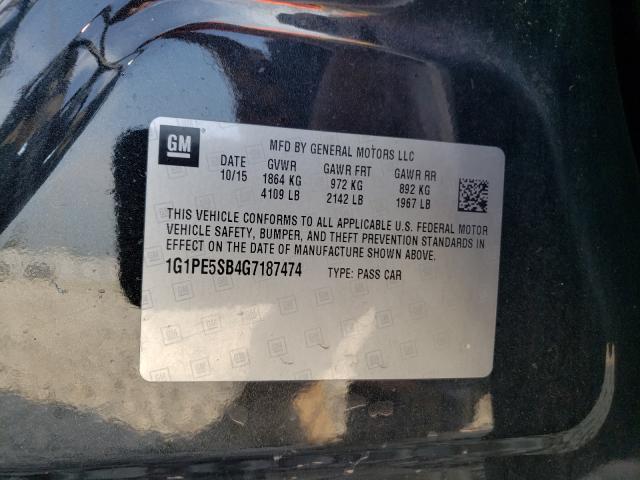 GM
MFD BY GENERAL MOTORS LLC
DATE GVWR GAWR FRT GAWR RR
10/15 1864 KG 972 KG 892 KG
4109 LB 2142 LB 1967 LB
THIS VEHICLE CONFORMS TO ALL APPLICABLE U.S. FEDERAL MOTOR
VEHICLE SAFETY, BUMPER, AND THEFT PREVENTION STANDARDS IN
EFFECT ON THE DATE OF MANUFACTURE SHOWN ABOVE.
1G1PE5SB4G7187474 TYPE: PASS CAR